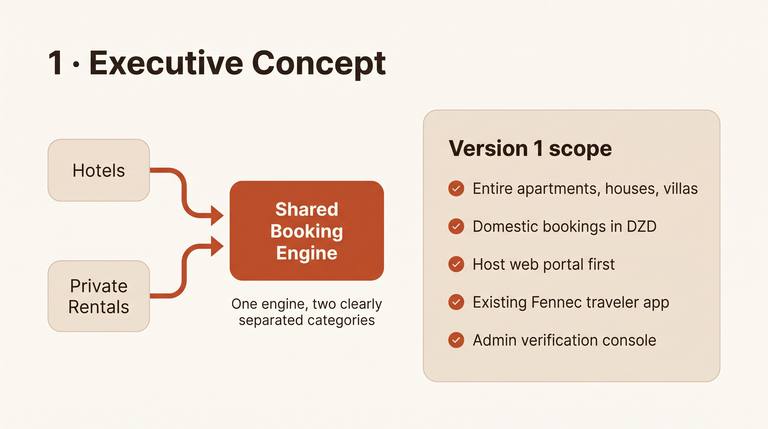 1 · Executive Concept
Hotels
Private
Rentals
Shared
Booking
Engine
One engine, two clearly
separated categories
Version 1 scope
Entire apartments, houses, villas
Domestic bookings in DZD
Host web portal first
Existing Fennec traveler app
Admin verification console